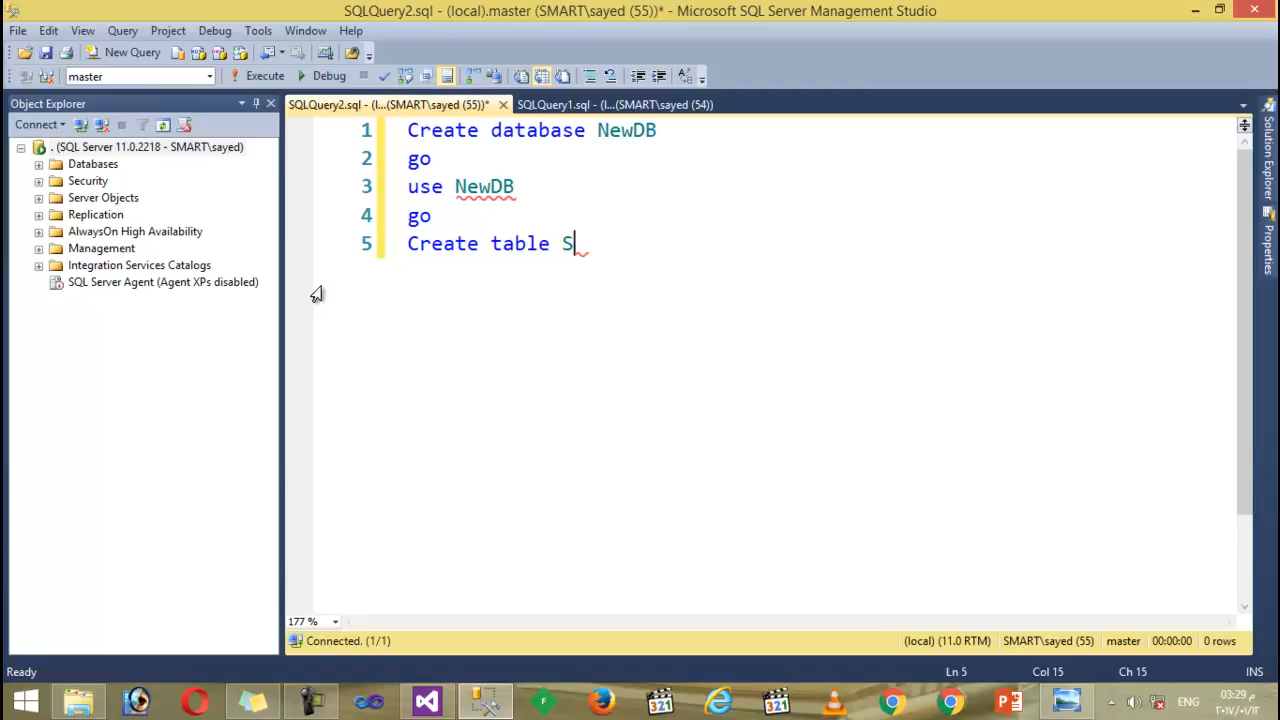 SQLQuery2.sql - (local).master (SMART\sayed (55))* - Microsoft SQL Server Management Studio
File Edit View Query Project Debug Tools Window Help
New Query
master Execute Debug
Object Explorer
SQLQuery2.sql - (l...(SMART\sayed (55))* SQLQuery1.sql - (l...(SMART\sayed (54))
Connect
. (SQL Server 11.0.2218 - SMART\sayed)
Databases
Security
Server Objects
Replication
AlwaysOn High Availability
Management
Integration Services Catalogs
SQL Server Agent (Agent XPs disabled)
1 Create database NewDB
2 go
3 use NewDB
4 go
5 Create table S
Solution Explorer
Properties
177 %
Connected. (1/1) (local) (11.0 RTM) SMART\sayed (55) master 00:00:00 0 rows
Ready Ln 5 Col 15 Ch 15 INS
321 321 ENG
03:29 م